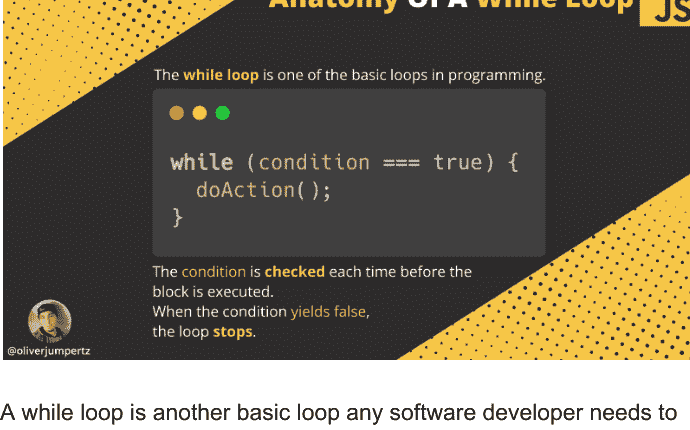 Anatomy Of A While Loop JS
The while loop is one of the basic loops in programming.
while (condition === true) {
  doAction();
}
The condition is checked each time before the
block is executed.
When the condition yields false,
the loop stops.
@oliverjumpertz
A while loop is another basic loop any software developer needs to